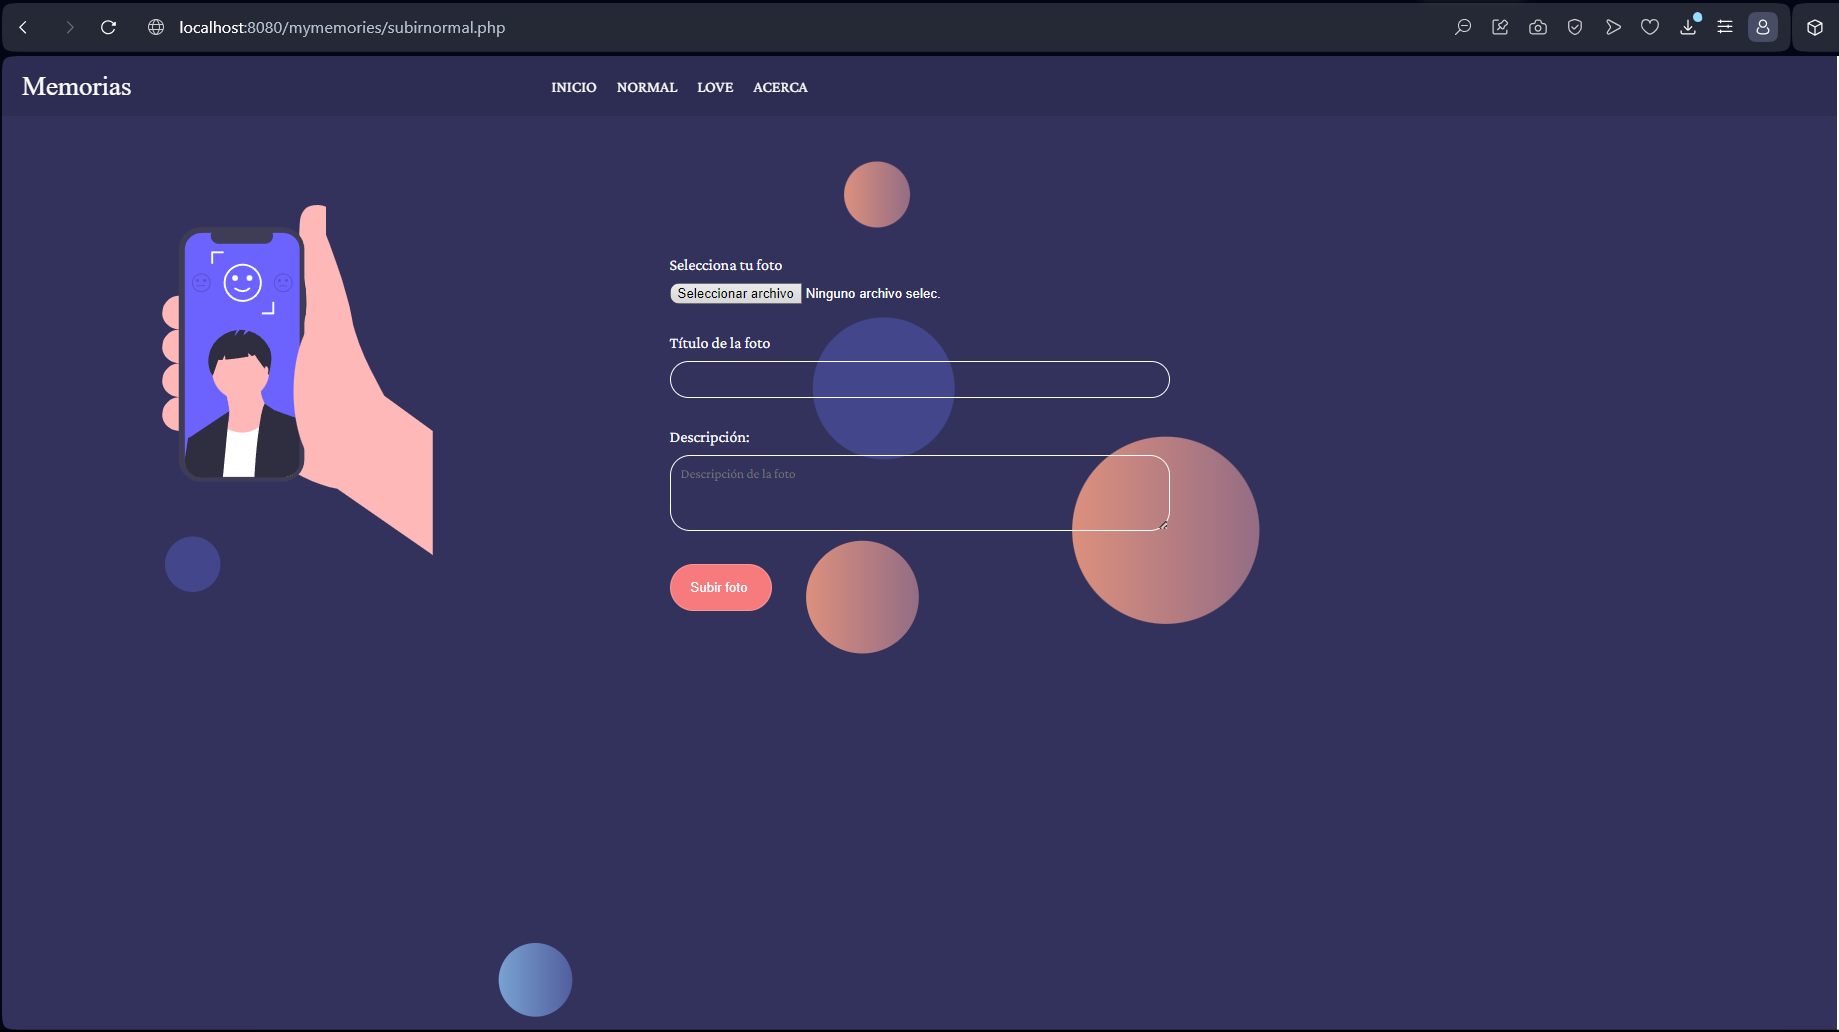 localhost:8080/mymemories/subirnormal.php
Memorias
INICIO NORMAL LOVE ACERCA
Selecciona tu foto
Seleccionar archivo Ninguno archivo selec.
Título de la foto
Descripción:
Descripción de la foto
Subir foto